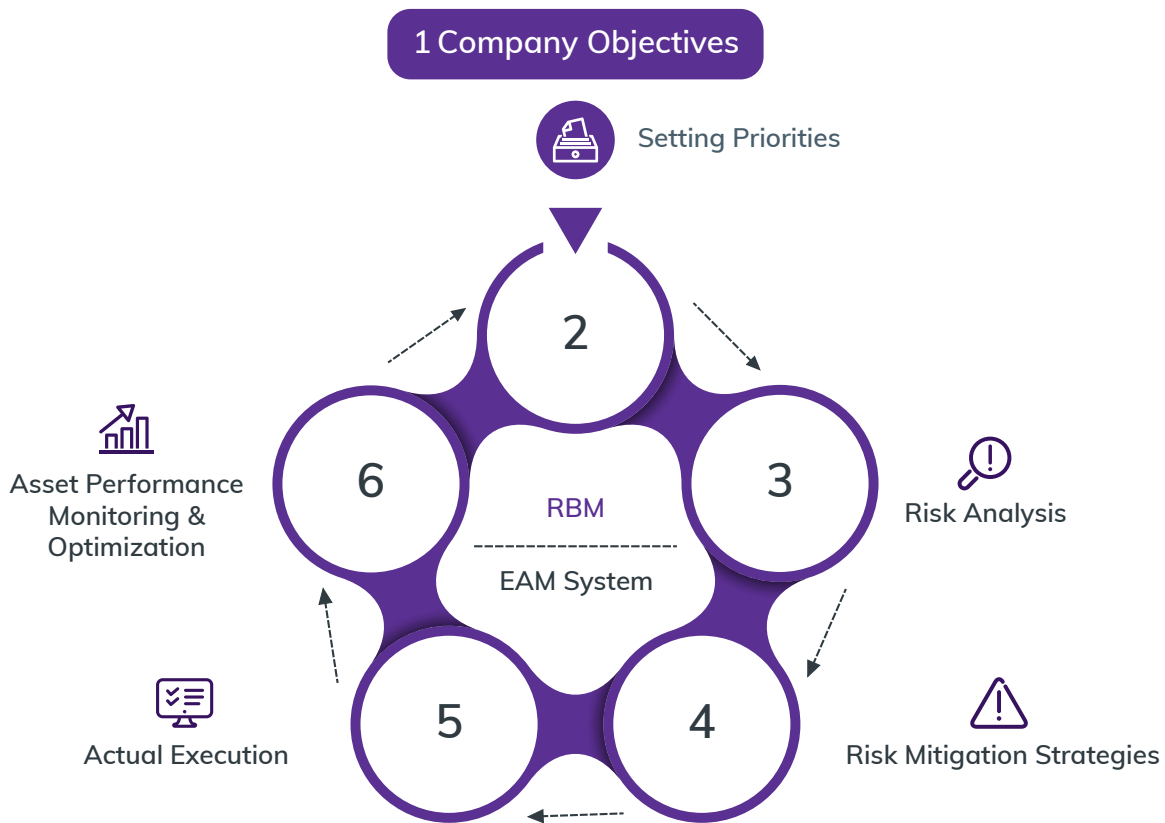 1 Company Objectives
Setting Priorities
2
3
Risk Analysis
4
Risk Mitigation Strategies
5
Actual Execution
6
Asset Performance
Monitoring &
Optimization
RBM
EAM System